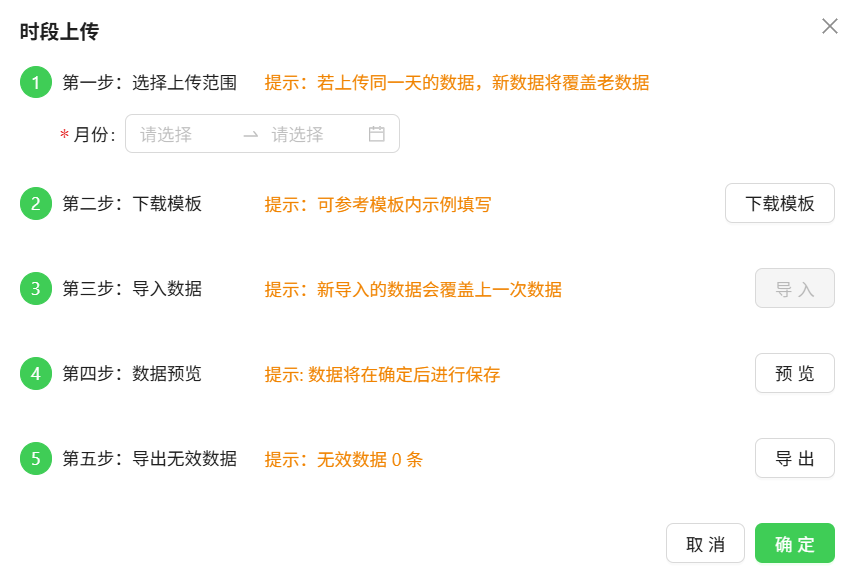 时段上传
1 第一步：选择上传范围 提示：若上传同一天的数据，新数据将覆盖老数据
* 月份: 请选择 请选择
2 第二步：下载模板 提示：可参考模板内示例填写 下载模板
3 第三步：导入数据 提示：新导入的数据会覆盖上一次数据 导 入
4 第四步：数据预览 提示: 数据将在确定后进行保存 预 览
5 第五步：导出无效数据 提示：无效数据 0 条 导 出
取 消 确 定